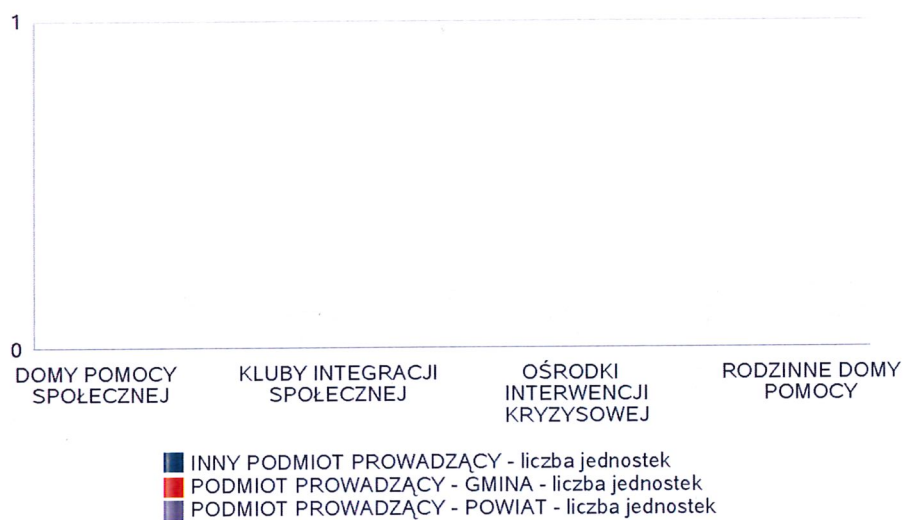 1
0
DOMY POMOCY SPOŁECZNEJ
KLUBY INTEGRACJI SPOŁECZNEJ
OŚRODKI INTERWENCJI KRYZYSOWEJ
RODZINNE DOMY POMOCY
INNY PODMIOT PROWADZĄCY - liczba jednostek
PODMIOT PROWADZĄCY - GMINA - liczba jednostek
PODMIOT PROWADZĄCY - POWIAT - liczba jednostek